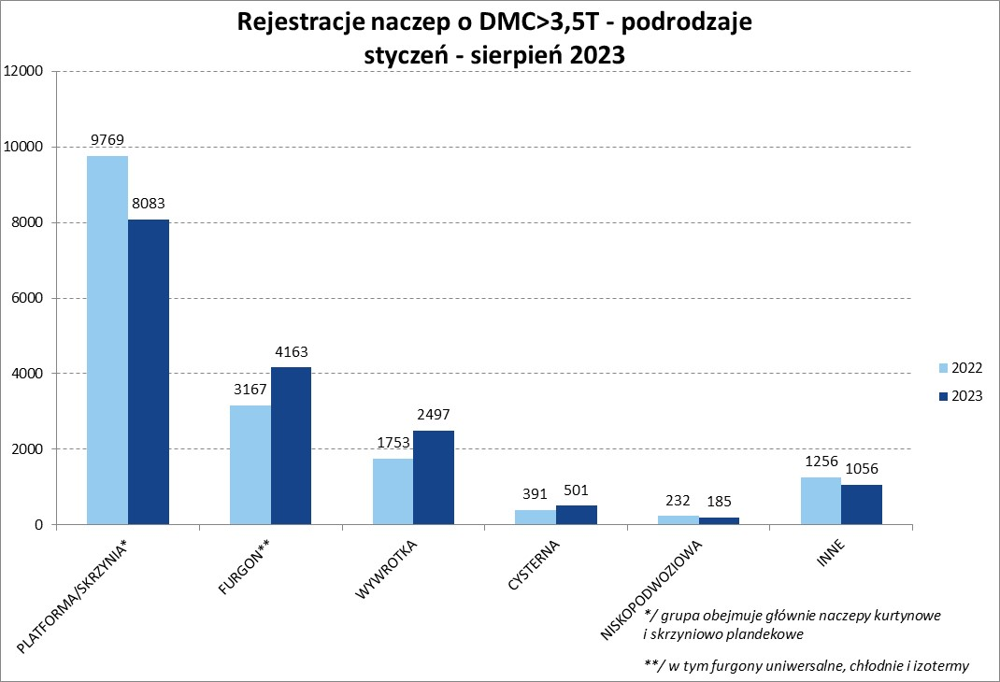 Rejestracje naczep o DMC>3,5T - podrodzaje
styczeń - sierpień 2023
12000
10000
8000
6000
4000
2000
0
9769
8083
3167
4163
1753
2497
391
501
232
185
1256
1056
2022
2023
PLATFORMA/SKRZYNIA*
FURGON**
WYWROTKA
CYSTERNA
NISKOPODWOZIOWA
INNE
*/ grupa obejmuje głównie naczepy kurtynowe
i skrzyniowo plandekowe
**/ w tym furgony uniwersalne, chłodnie i izotermy